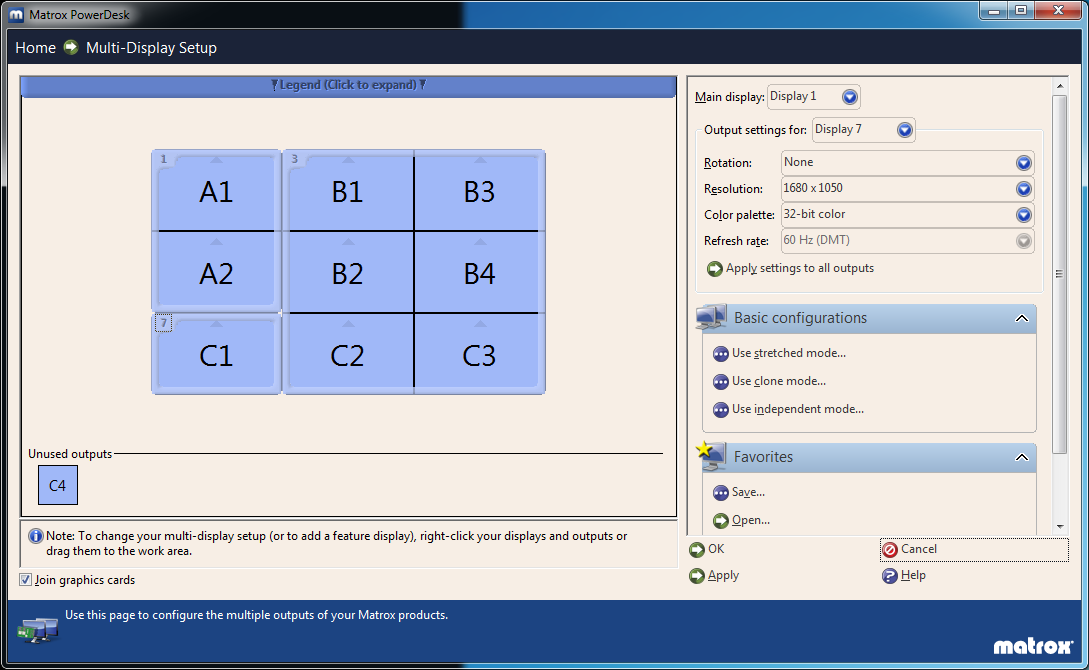 Matrox PowerDesk
Home Multi-Display Setup
Legend (Click to expand)
1 3
A1 B1 B3
A2 B2 B4
7
C1 C2 C3
Unused outputs
C4
Note: To change your multi-display setup (or to add a feature display), right-click your displays and outputs or
drag them to the work area.
Join graphics cards
Main display: Display 1
Output settings for: Display 7
Rotation: None
Resolution: 1680 x 1050
Color palette: 32-bit color
Refresh rate: 60 Hz (DMT)
Apply settings to all outputs
Basic configurations
Use stretched mode...
Use clone mode...
Use independent mode...
Favorites
Save...
Open...
OK Cancel
Apply Help
Use this page to configure the multiple outputs of your Matrox products.
matrox